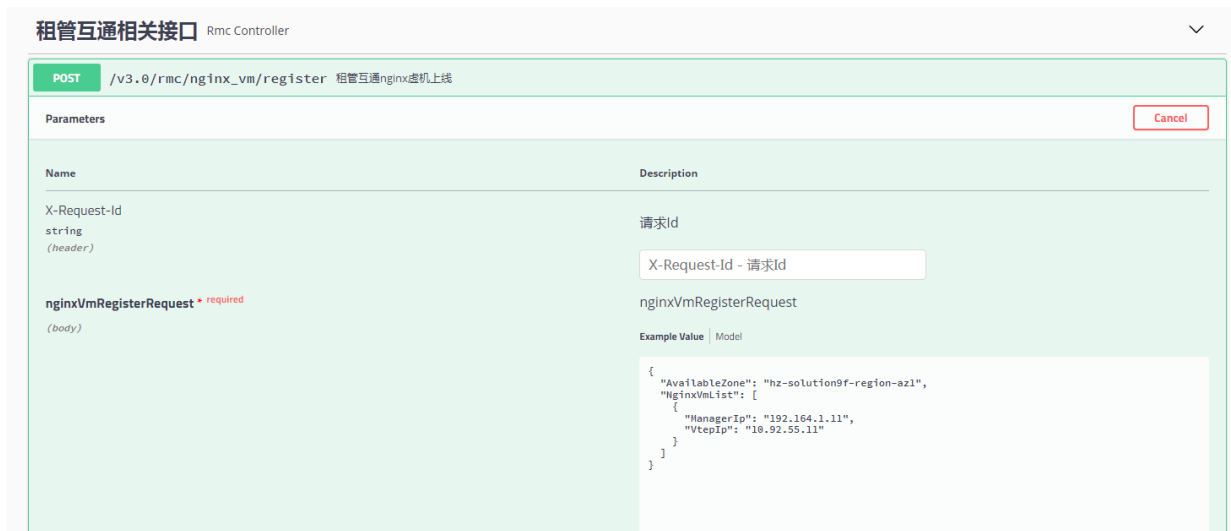 租管互通相关接口 Rmc Controller
POST /v3.0/rmc/nginx_vm/register 租管互通nginx虚机上线
Parameters
Cancel
Name
Description
X-Request-Id
string
(header)
请求Id
X-Request-Id - 请求Id
nginxVmRegisterRequest * required
(body)
nginxVmRegisterRequest
Example Value Model
{
"AvailableZone": "hz-solution9f-region-az1",
"NginxVmList": [
{
"ManagerIp": "192.164.1.11",
"VtepIp": "10.92.55.11"
}
]
}